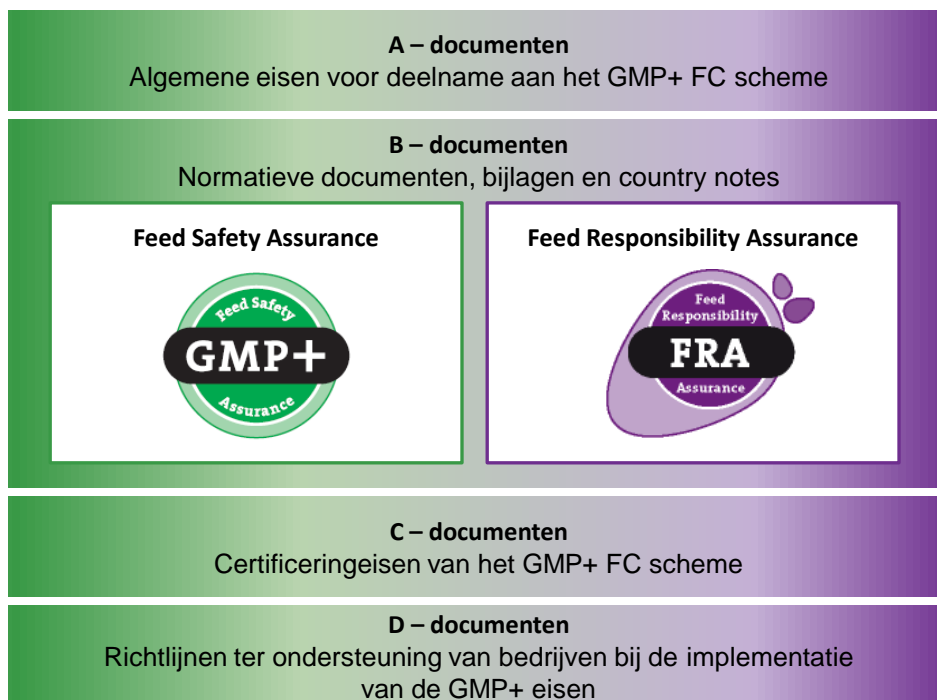 A – documenten
Algemene eisen voor deelname aan het GMP+ FC scheme
B – documenten
Normatieve documenten, bijlagen en country notes
Feed Safety Assurance
Feed Safety
GMP+
Assurance
Feed Responsibility Assurance
Feed
Responsibility
FRA
Assurance
C – documenten
Certificeringeisen van het GMP+ FC scheme
D – documenten
Richtlijnen ter ondersteuning van bedrijven bij de implementatie
van de GMP+ eisen